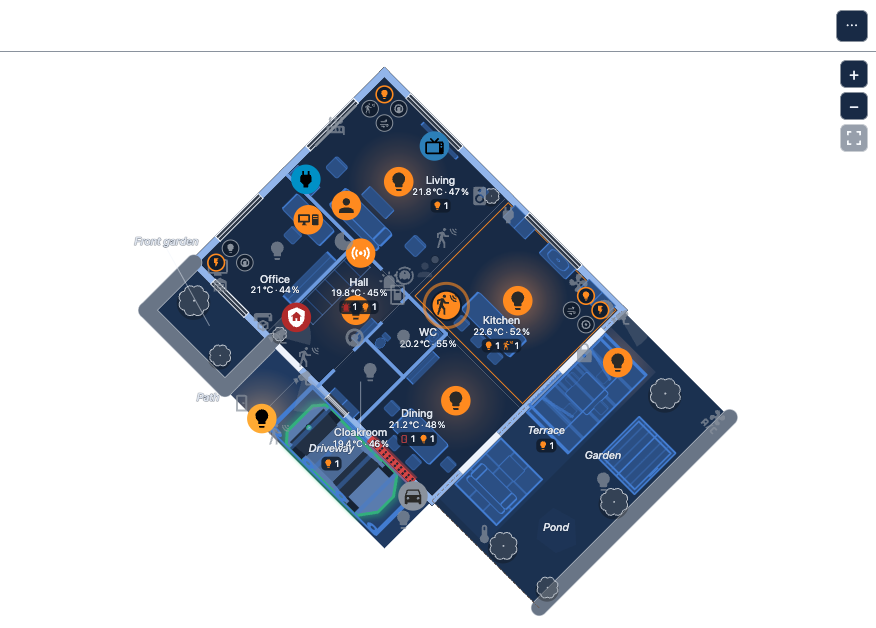 ...
+
−
Living
21.8°C · 47%
1
Front garden
Office
21°C · 44%
Hall
19.8°C · 45%
1 1
Kitchen
22.6°C · 52%
1 1
WC
20.2°C · 55%
Path
Dining
21.2°C · 48%
1 1
Cloakroom
19.4°C · 46%
Driveway
1
Terrace
1
Garden
Pond